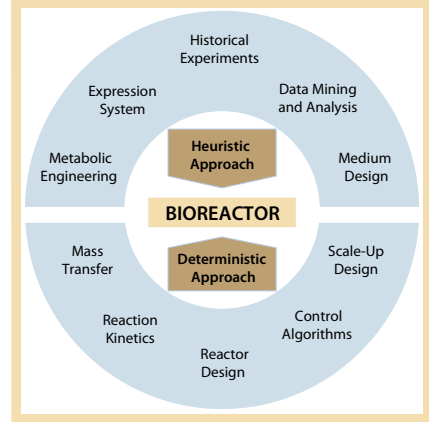 Historical
Experiments
Expression
System
Data Mining
and Analysis
Metabolic
Engineering
Heuristic
Approach
Medium
Design
BIOREACTOR
Mass
Transfer
Deterministic
Approach
Scale-Up
Design
Reaction
Kinetics
Control
Algorithms
Reactor
Design